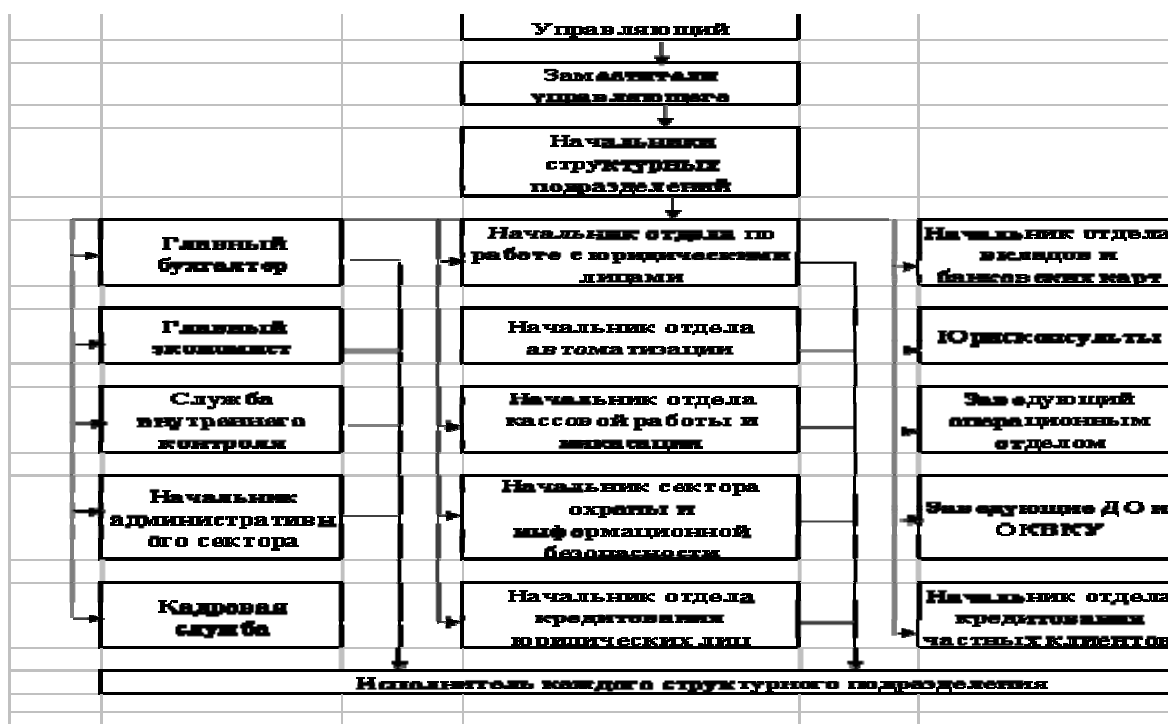 Управляющий
Заместители
управляющего
Начальники
структурных
подразделений
Главный
бухгалтер
Начальник отдела по
работе с юридическими
лицами
Начальник отдела
вкладов и
банковских карт
Главный
экономист
Начальник отдела
автоматизации
Юрисконсульты
Служба
внутреннего
контроля
Начальник отдела
кассовой работы и
инкасации
Заведующий
операционным
отделом
Начальник
административы
ого сектора
Начальник сектора
охраны и
информационной
безопасности
Заведующие ДО и
ОКВКУ
Кадровая
служба
Начальник отдела
кредитования
юридических лиц
Начальник отдела
кредитования
частных клиентов
Исполнитель каждого структурного подразделения